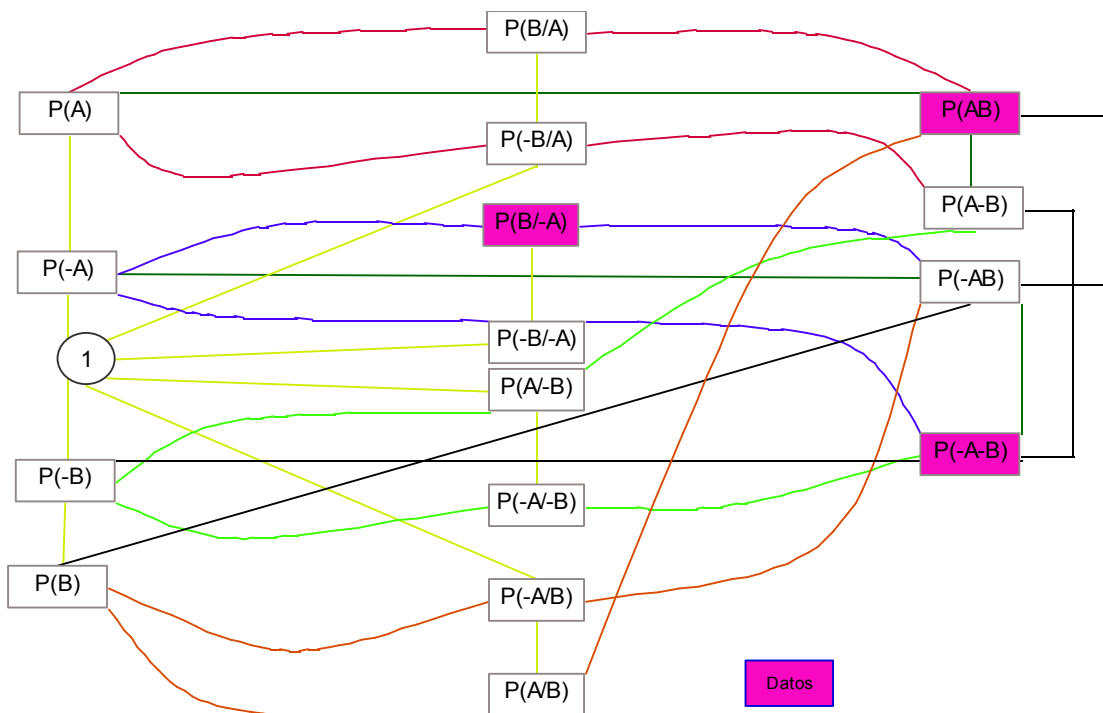 P(B/A)
P(A)
P(AB)
P(-B/A)
P(A-B)
P(B/-A)
P(-A)
P(-AB)
P(-B/-A)
1
P(A/-B)
P(-A-B)
P(-B)
P(-A/-B)
P(B)
P(-A/B)
P(A/B)
Datos